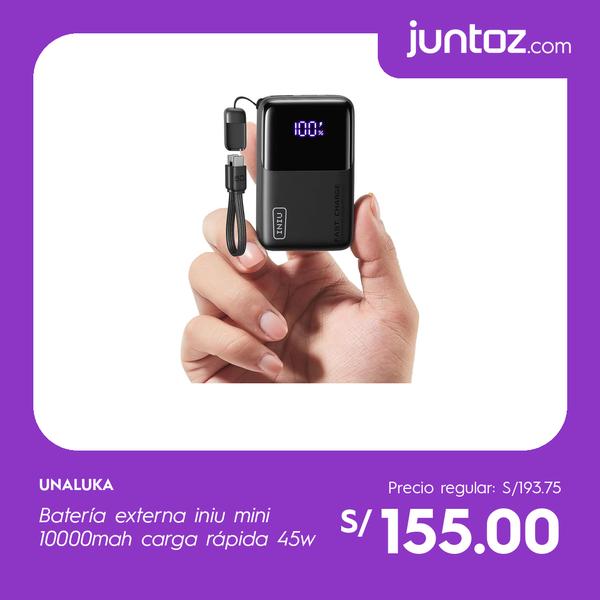 juntoz.com
100%
INIU
FAST CHARGE
UNALUKA
Batería externa iniu mini
10000mah carga rápida 45w
Precio regular: S/193.75
S/155.00